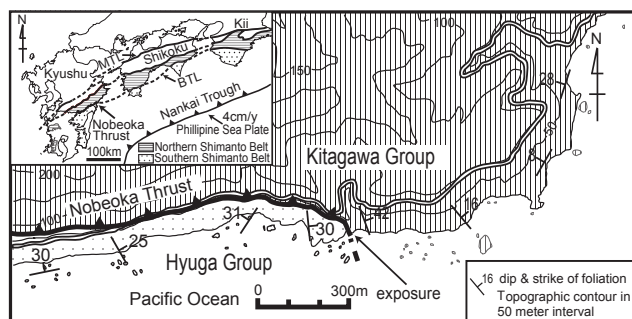 N
Kii
MTL
Shikoku
Kyushu
BTL
Nankai Trough
4cm/y
Phillipine Sea Plate
Nobeoka
Thrust
100km
Northern Shimanto Belt
Southern Shimanto Belt
100
150
N
28
50
8
Kitagawa Group
200
100
Nobeoka Thrust
16
42
31
30
25
30
Hyuga Group
exposure
Pacific Ocean
0
300m
16 dip & strike of foliation
Topographic contour in
50 meter interval